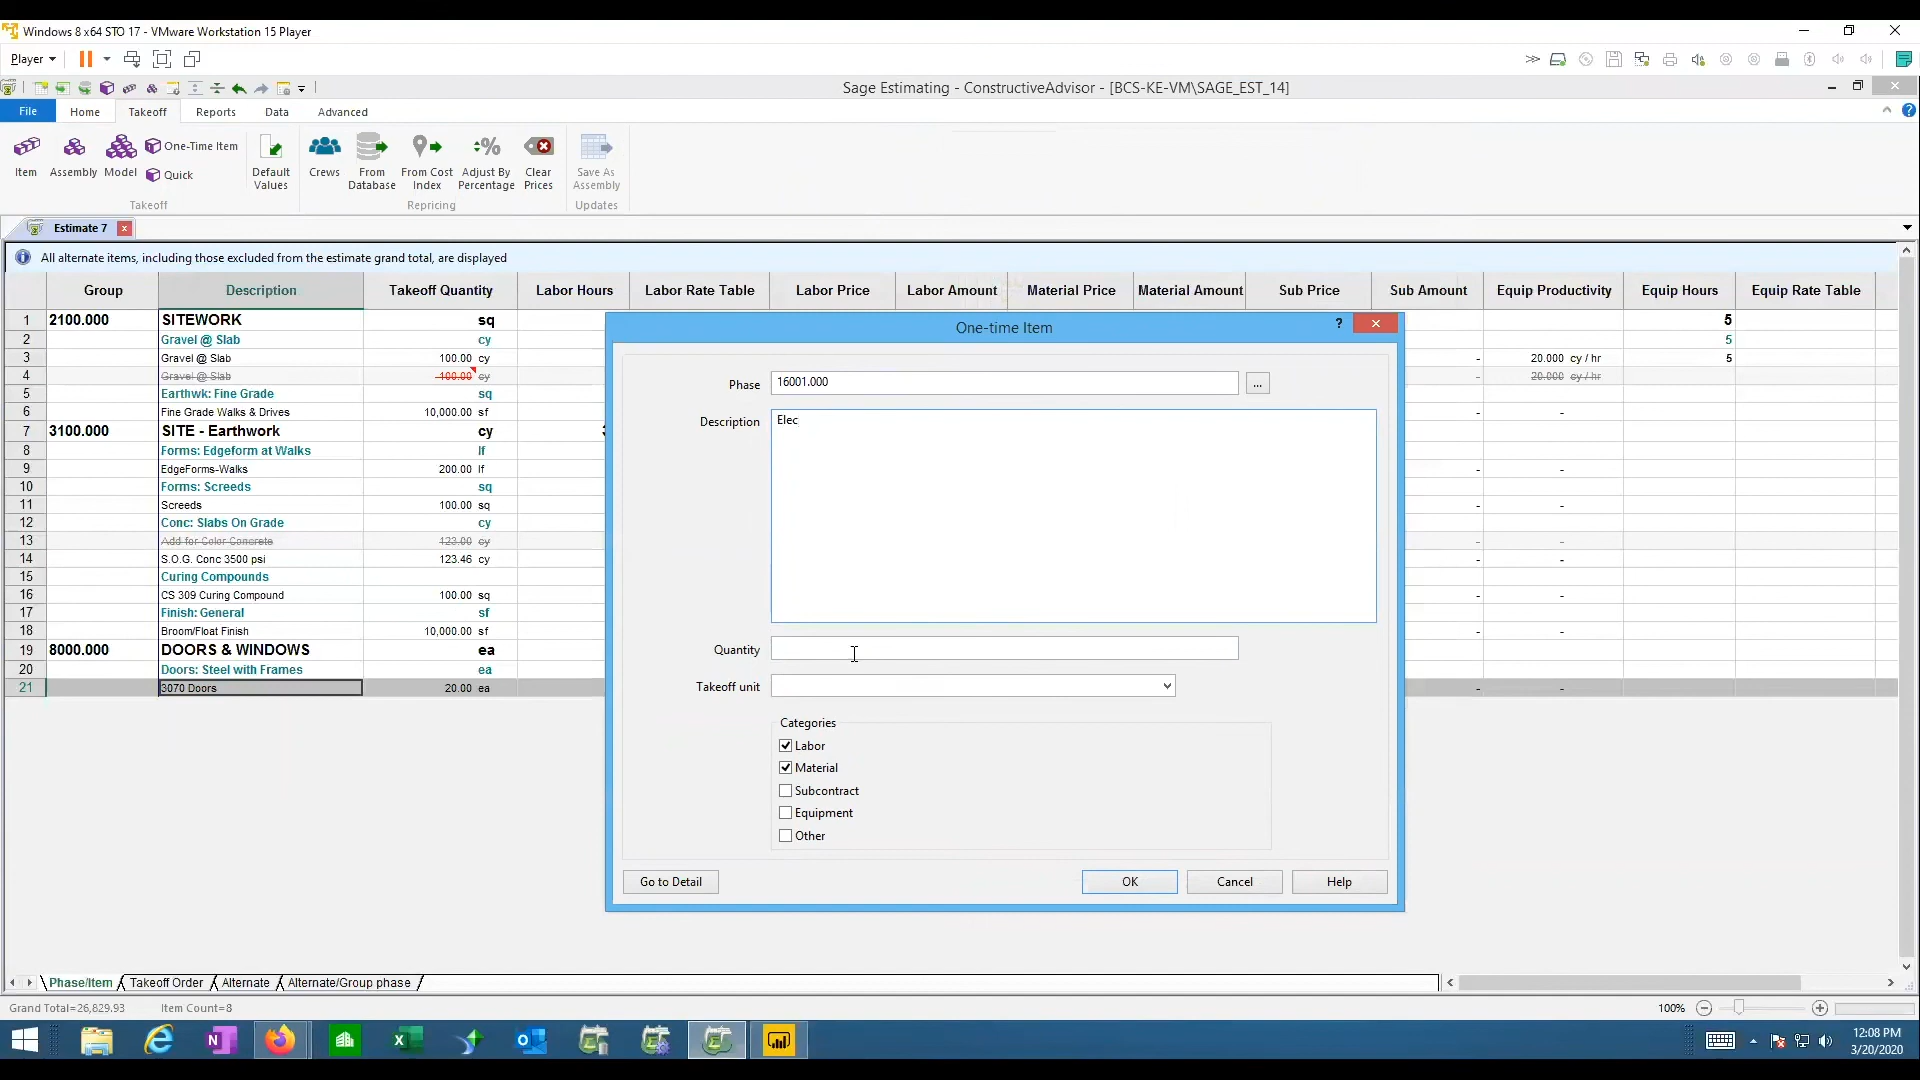 Windows 8 x64 STO 17 - VMware Workstation 15 Player
Player
Sage Estimating - ConstructiveAdvisor - [BCS-KE-VM\SAGE_EST_14]
File Home Takeoff Reports Data Advanced
Item
Assembly
Model
One-Time Item
Quick
Default Values
Crews
From Database
From Cost Index
Adjust By Percentage
Clear Prices
Save As Assembly
Takeoff
Repricing
Updates
Estimate 7
All alternate items, including those excluded from the estimate grand total, are displayed
Group Description Takeoff Quantity Labor Hours Labor Rate Table Labor Price Labor Amount Material Price Material Amount Sub Price Sub Amount Equip Productivity Equip Hours Equip Rate Table
1 2100.000 SITEWORK sq 5
2 Gravel @ Slab cy 5
3 Gravel @ Slab 100.00 cy - 20.000 cy / hr 5
4 Gravel @ Slab 100.00 cy - 20.000 cy / hr
5 Earthwk: Fine Grade sq
6 Fine Grade Walks & Drives 10,000.00 sf - -
7 3100.000 SITE - Earthwork cy
8 Forms: Edgeform at Walks lf
9 EdgeForms-Walks 200.00 lf - -
10 Forms: Screeds sq
11 Screeds 100.00 sq - -
12 Conc: Slabs On Grade cy
13 Add for Color Concrete 123.00 cy - -
14 S.O.G. Conc 3500 psi 123.46 cy - -
15 Curing Compounds
16 CS 309 Curing Compound 100.00 sq - -
17 Finish: General sf
18 Broom/Float Finish 10,000.00 sf - -
19 8000.000 DOORS & WINDOWS ea
20 Doors: Steel with Frames ea
21 3070 Doors 20.00 ea - -
One-time Item
?
Phase 16001.000 ...
Description Elec
Quantity
Takeoff unit
Categories
Labor
Material
Subcontract
Equipment
Other
Go to Detail OK Cancel Help
Phase/Item Takeoff Order Alternate Alternate/Group phase
Grand Total=26,829.93 Item Count=8 100%
12:08 PM
3/20/2020